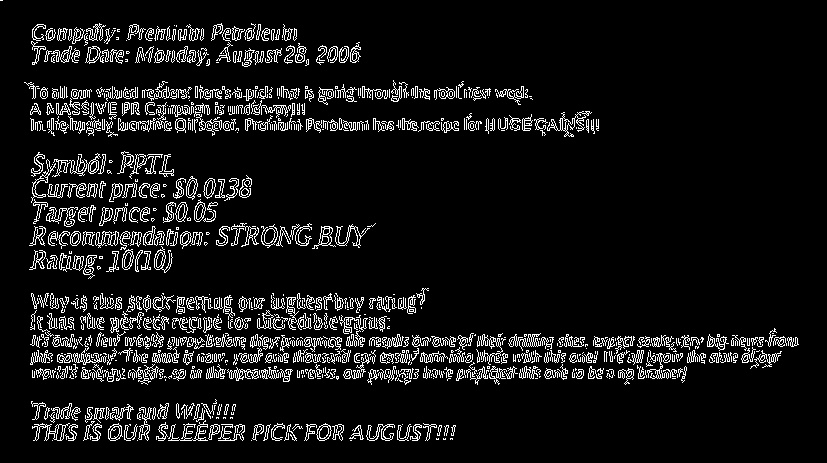 Company: Premium Petroleum
Trade Date: Monday, August 28, 2006
To all our valued readers! Here's a pick that is going through the roof next week.
A MASSIVE PR Campaign is underway!!!
In the hugely lucrative Oil sector, Premium Petroleum has the recipe for HUGE GAINS!!!
Symbol: PPTL
Current price: $0.0138
Target price: $0.05
Recommendation: STRONG BUY
Rating: 10(10)
Why is this stock getting our highest buy rating?
It has the perfect recipe for incredible gains:
It's only a few weeks away before they announce the results on one of their drilling sites, expect some very big news from
this company. The time is now, your one thousand can easily turn into three with this one! We all know the state of our
world's energy needs, so in the upcoming weeks, our analysts have predicted this one to be a no brainer!
Trade smart and WIN!!!
THIS IS OUR SLEEPER PICK FOR AUGUST!!!